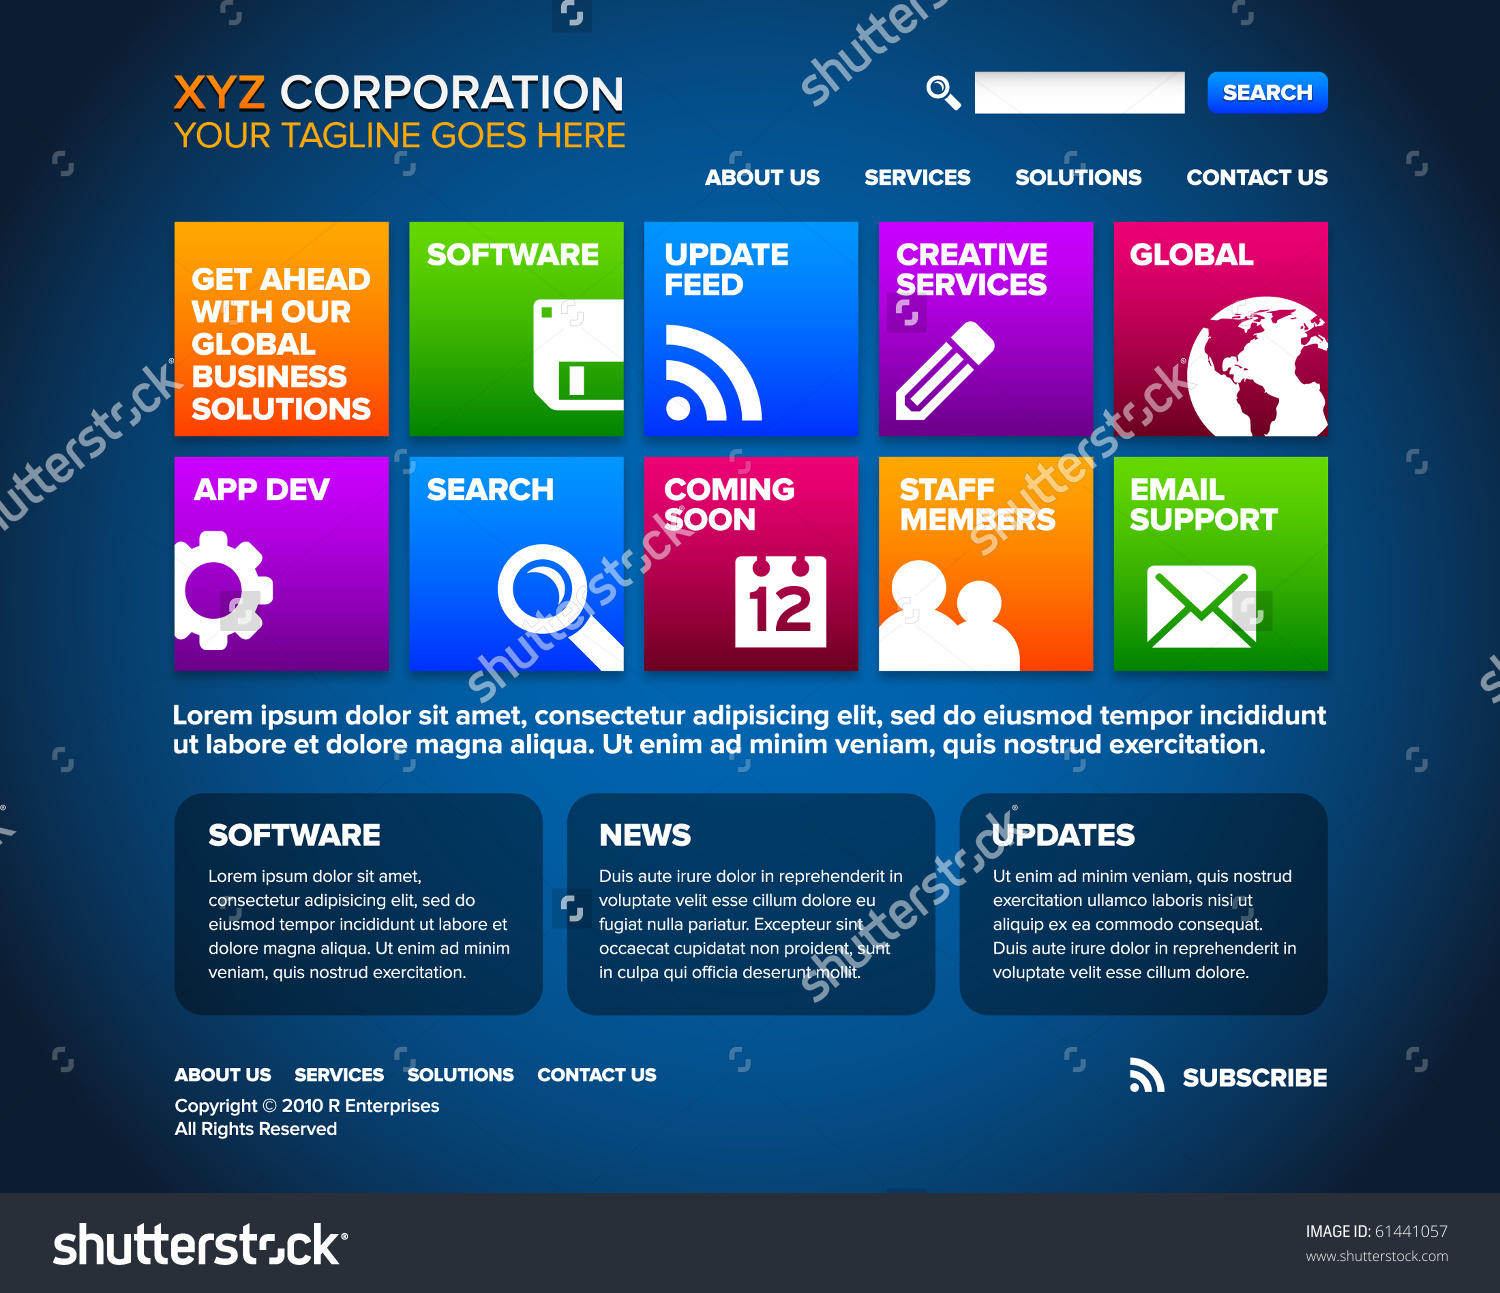 XYZ CORPORATION
YOUR TAGLINE GOES HERE
SEARCH
ABOUT US SERVICES SOLUTIONS CONTACT US
GET AHEAD
WITH OUR
GLOBAL
BUSINESS
SOLUTIONS
SOFTWARE
UPDATE
FEED
CREATIVE
SERVICES
GLOBAL
APP DEV
SEARCH
COMING
SOON
12
STAFF
MEMBERS
EMAIL
SUPPORT
Lorem ipsum dolor sit amet, consectetur adipisicing elit, sed do eiusmod tempor incididunt
ut labore et dolore magna aliqua. Ut enim ad minim veniam, quis nostrud exercitation.
SOFTWARE
Lorem ipsum dolor sit amet,
consectetur adipisicing elit, sed do
eiusmod tempor incididunt ut labore et
dolore magna aliqua. Ut enim ad minim
veniam, quis nostrud exercitation.
NEWS
Duis aute irure dolor in reprehenderit in
voluptate velit esse cillum dolore eu
fugiat nulla pariatur. Excepteur sint
occaecat cupidatat non proident, sunt
in culpa qui officia deserunt mollit.
UPDATES
Ut enim ad minim veniam, quis nostrud
exercitation ullamco laboris nisi ut
aliquip ex ea commodo consequat.
Duis aute irure dolor in reprehenderit in
voluptate velit esse cillum dolore.
ABOUT US SERVICES SOLUTIONS CONTACT US
Copyright © 2010 R Enterprises
All Rights Reserved
SUBSCRIBE
shutterstock
shutterstock®
shutterstock®
shutterstock®
shutterstock®
shutterstock®
IMAGE ID: 61441057
www.shutterstock.com